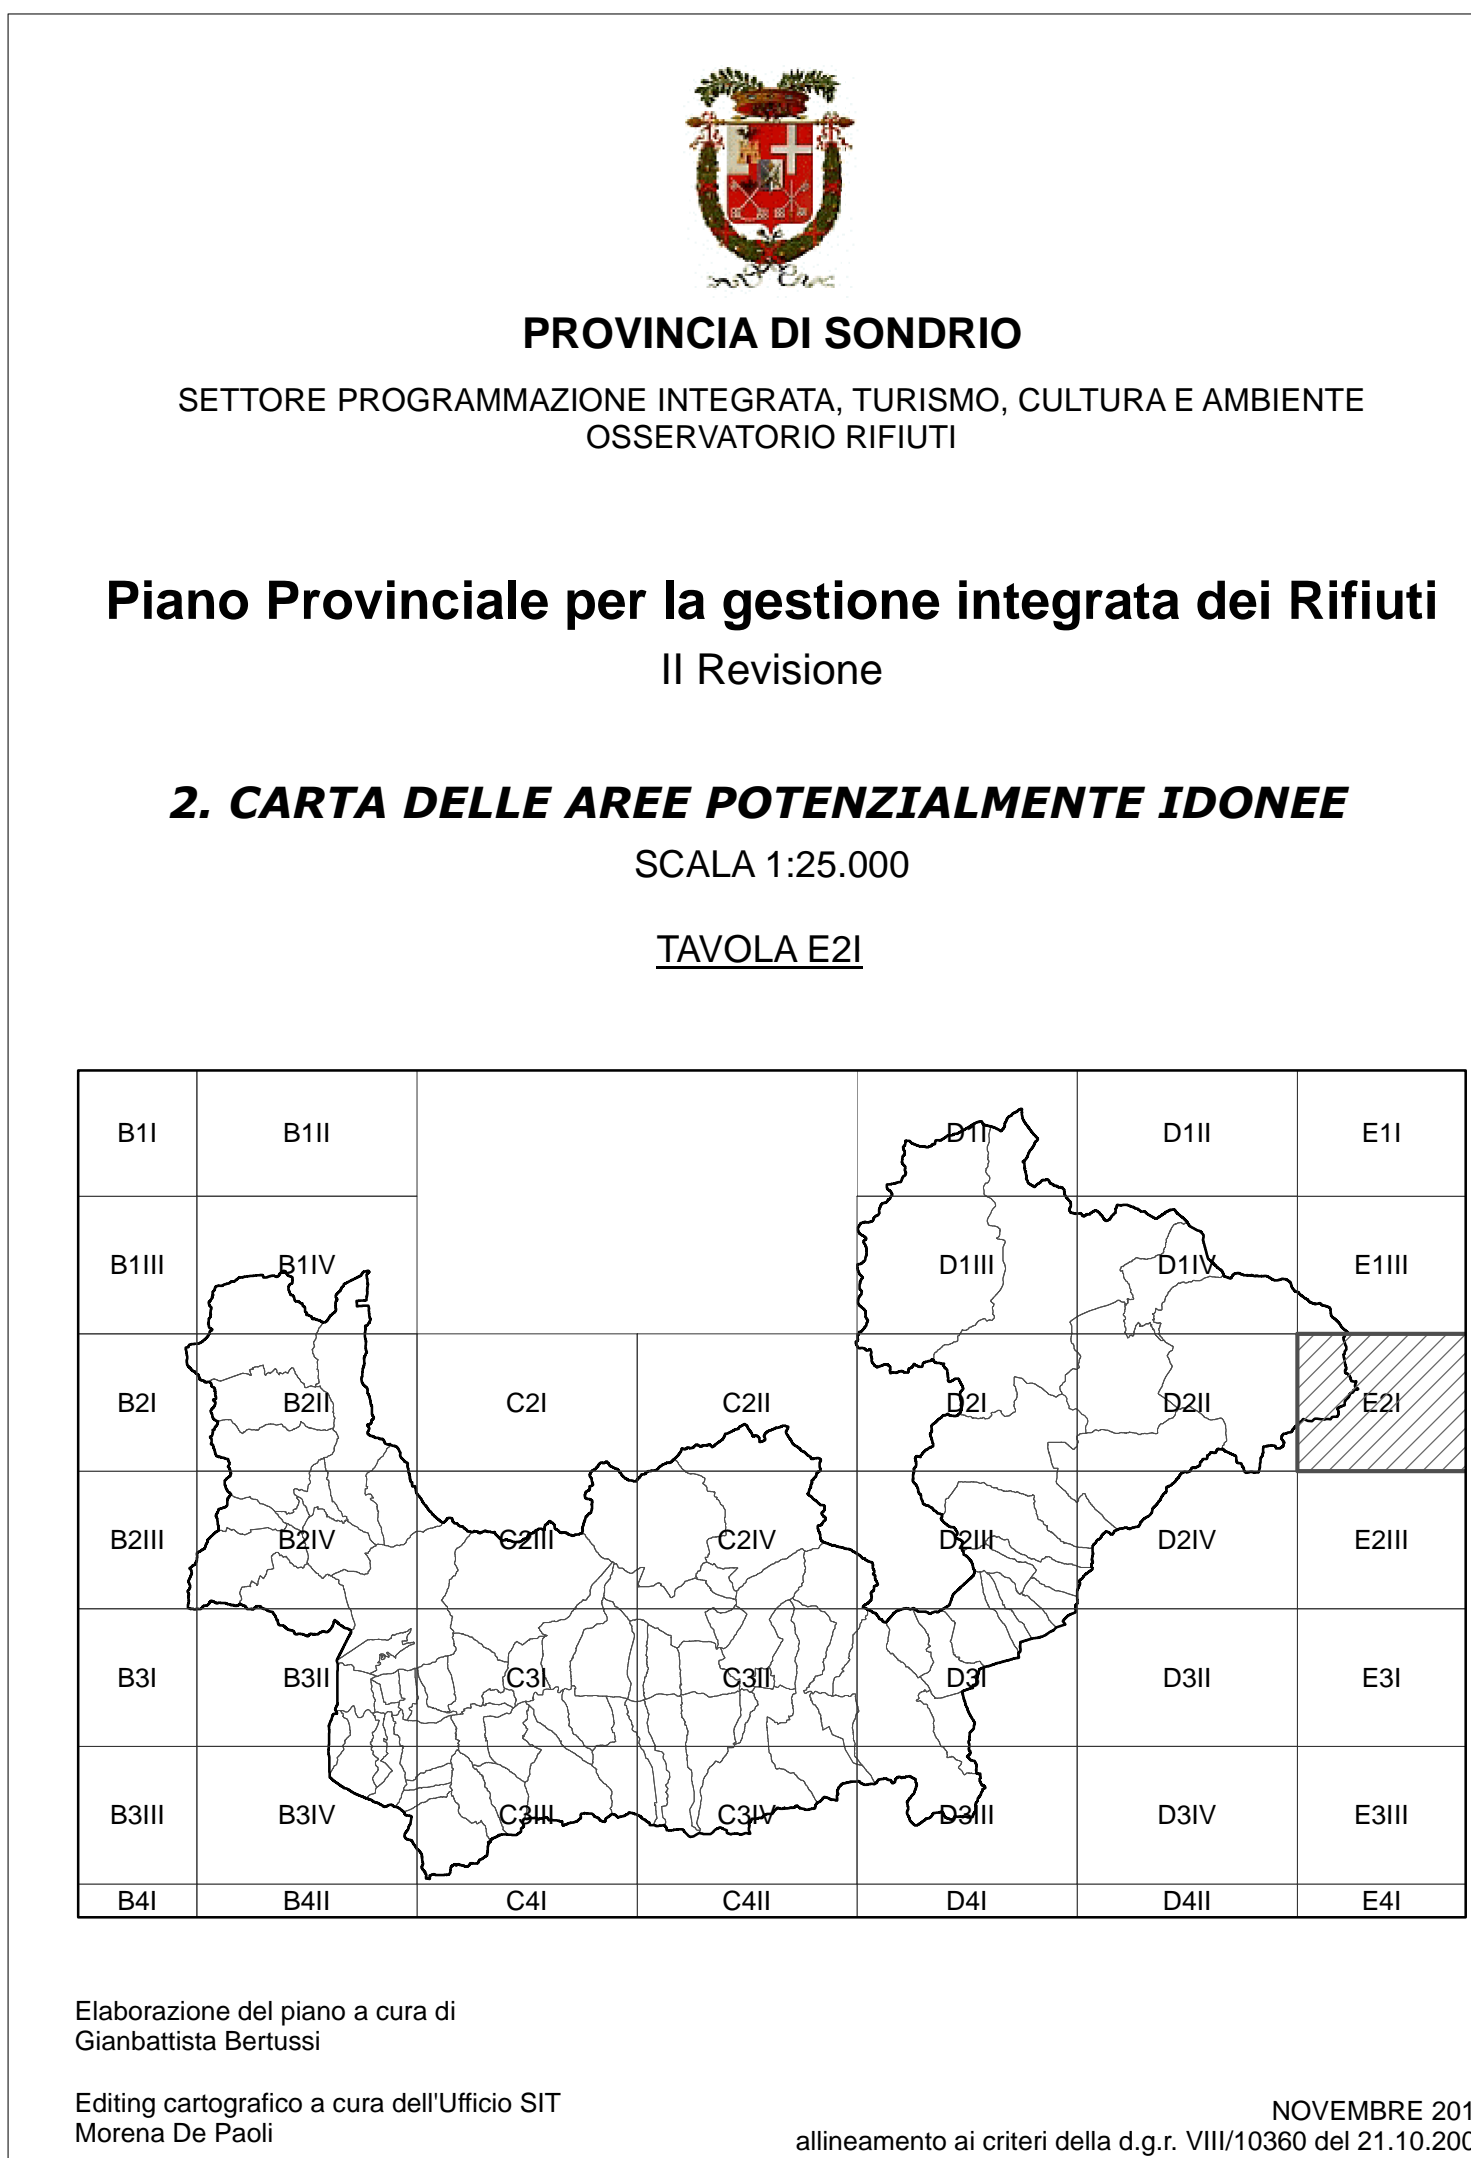 PROVINCIA DI SONDRIO
SETTORE PROGRAMMAZIONE INTEGRATA, TURISMO, CULTURA E AMBIENTE
OSSERVATORIO RIFIUTI
Piano Provinciale per la gestione integrata dei Rifiuti
II Revisione
2. CARTA DELLE AREE POTENZIALMENTE IDONEE
SCALA 1:25.000
TAVOLA E2I
B1I B1II D1I D1II E1I
B1III B1IV D1III D1IV E1III
B2I B2II C2I C2II D2I D2II E2I
B2III B2IV C2III C2IV D2III D2IV E2III
B3I B3II C3I C3II D3I D3II E3I
B3III B3IV C3III C3IV D3III D3IV E3III
B4I B4II C4I C4II D4I D4II E4I
Elaborazione del piano a cura di
Gianbattista Bertussi
Editing cartografico a cura dell'Ufficio SIT
Morena De Paoli
NOVEMBRE
allineamento ai criteri della d.g.r. VIII/10360 del